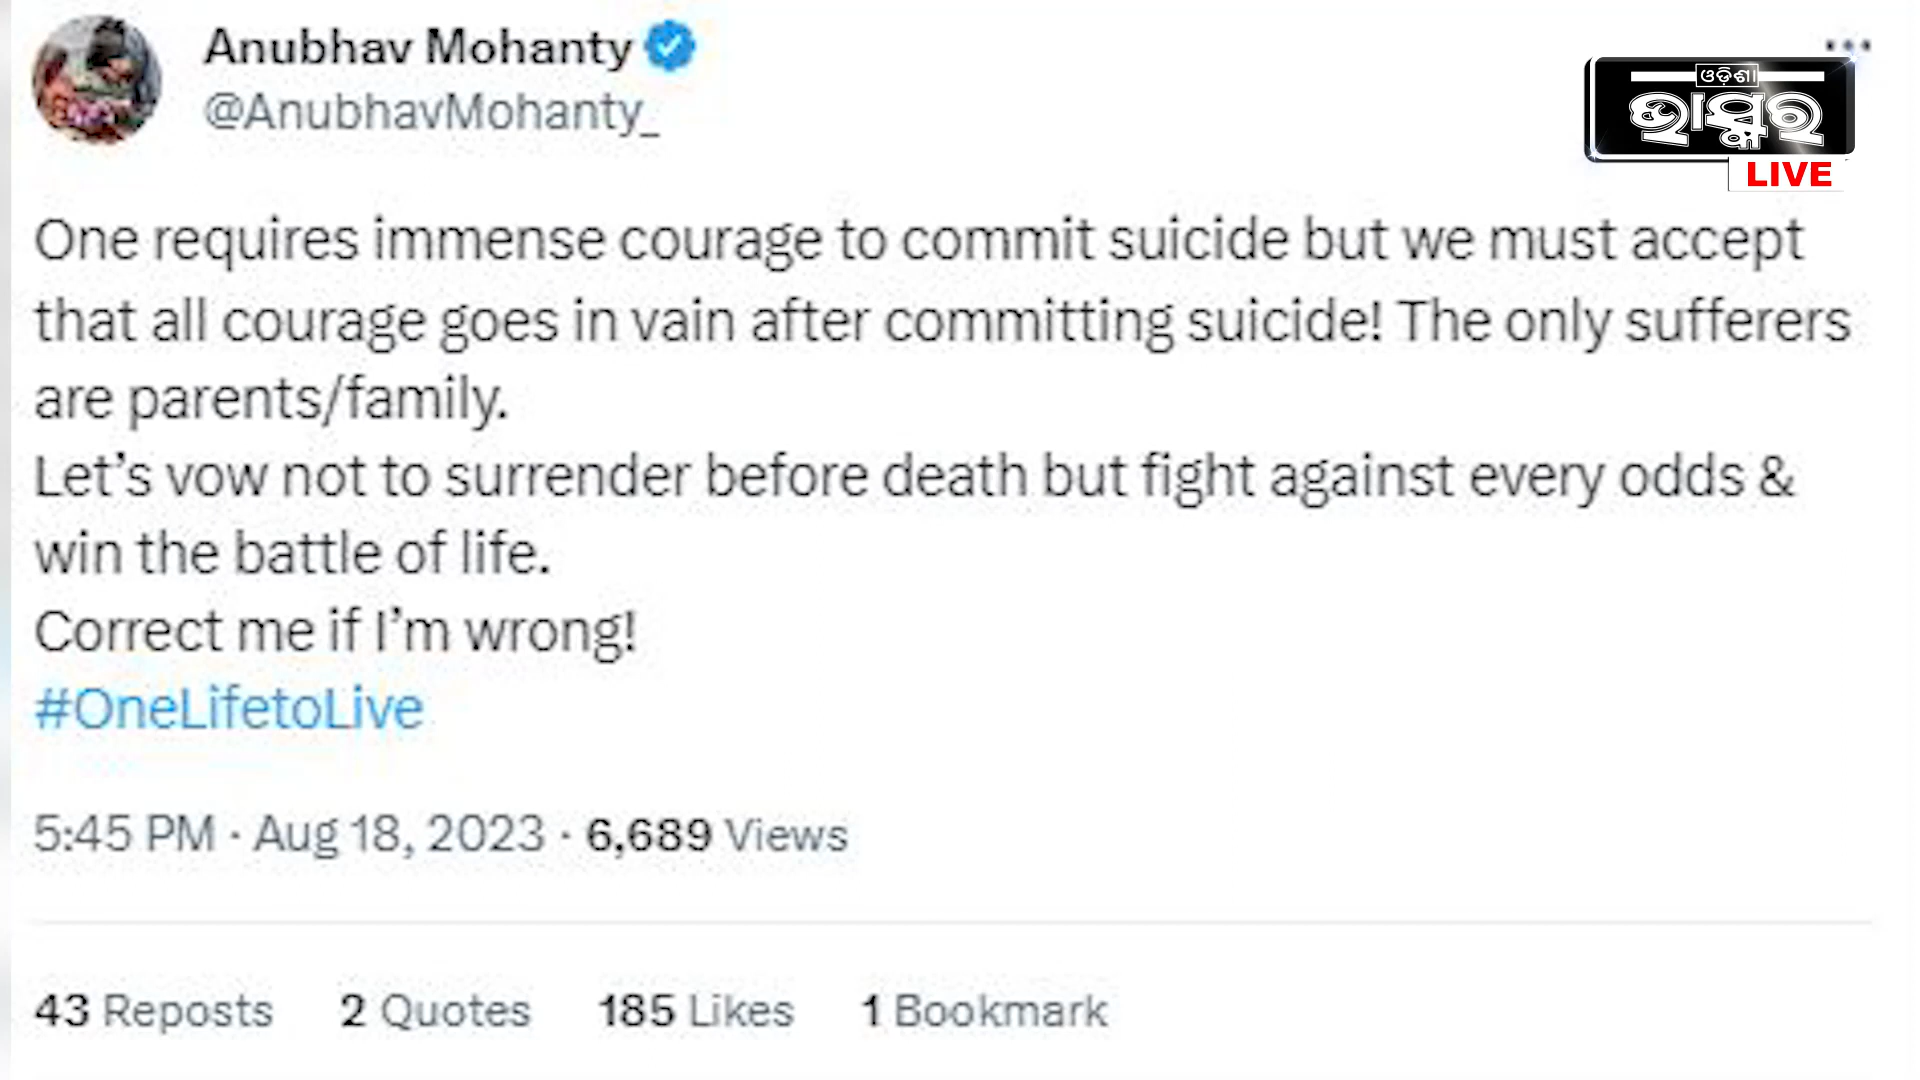 Anubhav Mohanty
@AnubhavMohanty_
ଓଡ଼ିଶା
ଭାସ୍କର
LIVE
One requires immense courage to commit suicide but we must accept
that all courage goes in vain after committing suicide! The only sufferers
are parents/family.
Let’s vow not to surrender before death but fight against every odds &
win the battle of life.
Correct me if I’m wrong!
#OneLifetoLive
5:45 PM · Aug 18, 2023 · 6,689 Views
43 Reposts 2 Quotes 185 Likes 1 Bookmark